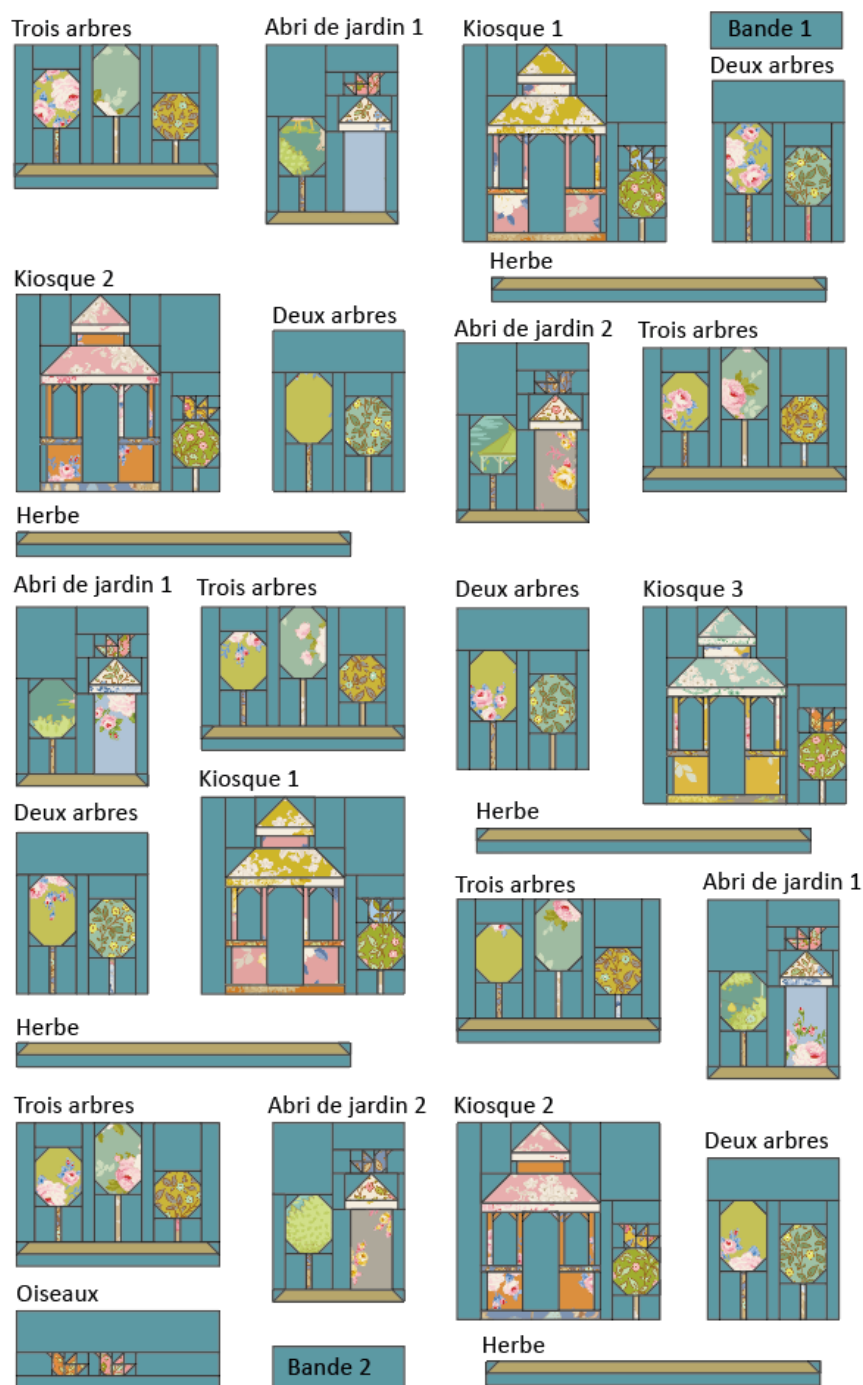 Trois arbres
Abri de jardin 1
Kiosque 1
Bande 1
Deux arbres
Herbe
Kiosque 2
Deux arbres
Abri de jardin 2
Trois arbres
Herbe
Abri de jardin 1
Trois arbres
Deux arbres
Kiosque 3
Kiosque 1
Deux arbres
Herbe
Trois arbres
Abri de jardin 1
Herbe
Trois arbres
Abri de jardin 2
Kiosque 2
Deux arbres
Oiseaux
Bande 2
Herbe